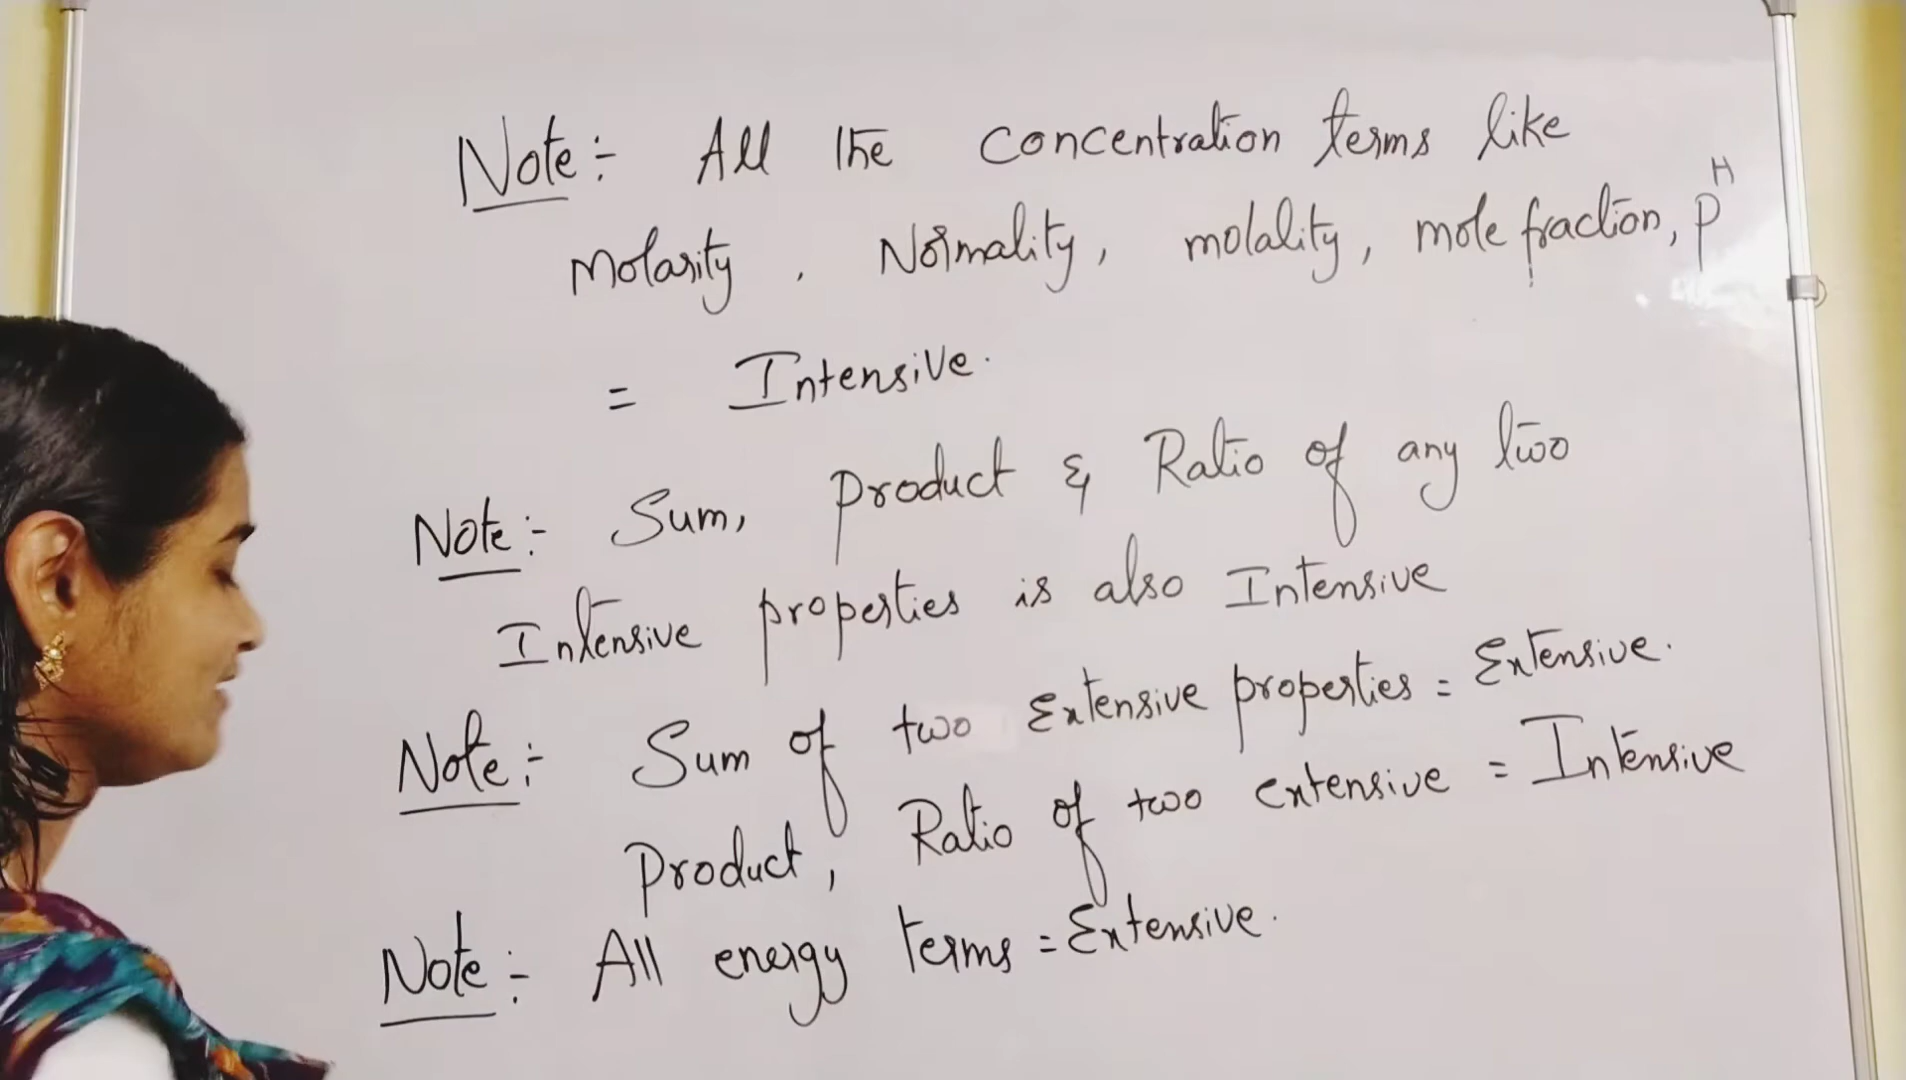 Note :- All the concentration terms like
Molarity, Normality, molality, mole fraction, pH
= Intensive.
Note :- Sum, product & Ratio of any two
Intensive properties is also Intensive
Note :- Sum of two Extensive properties = Extensive.
Product, Ratio of two extensive = Intensive
Note :- All energy terms = Extensive.